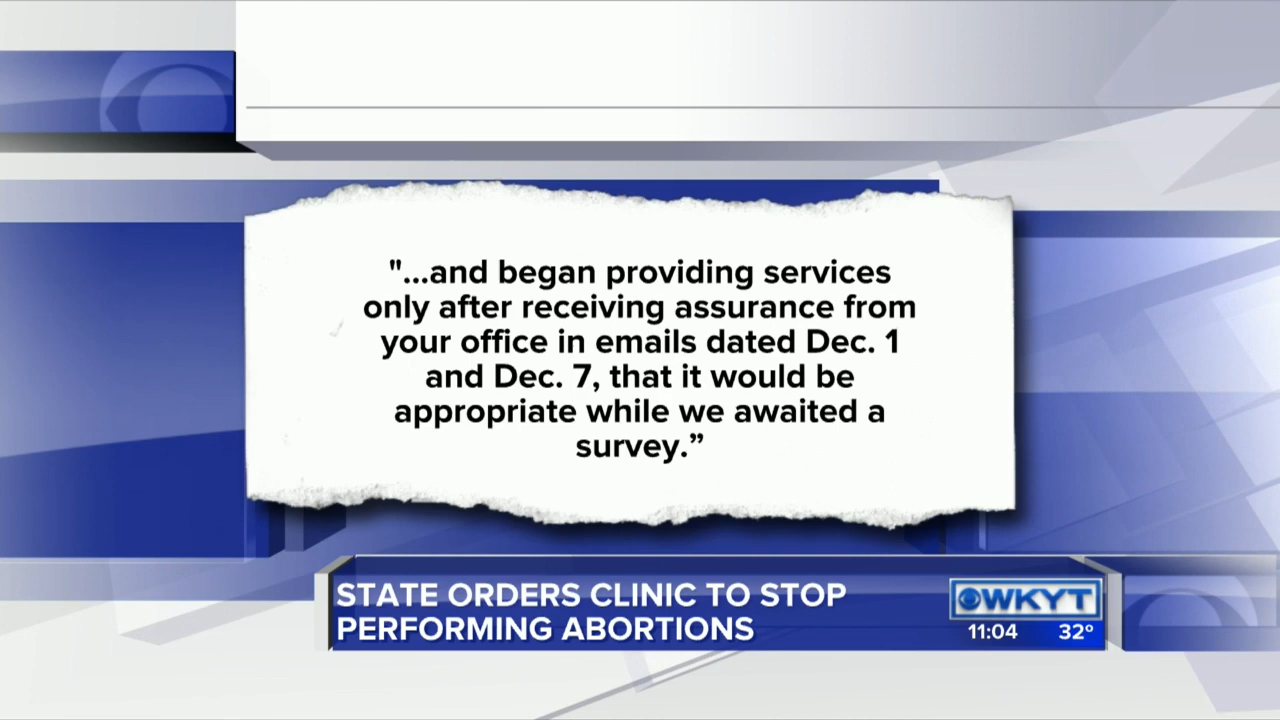 "...and began providing services
only after receiving assurance from
your office in emails dated Dec. 1
and Dec. 7, that it would be
appropriate while we awaited a
survey.”
STATE ORDERS CLINIC TO STOP
PERFORMING ABORTIONS
WKYT
11:04 32°